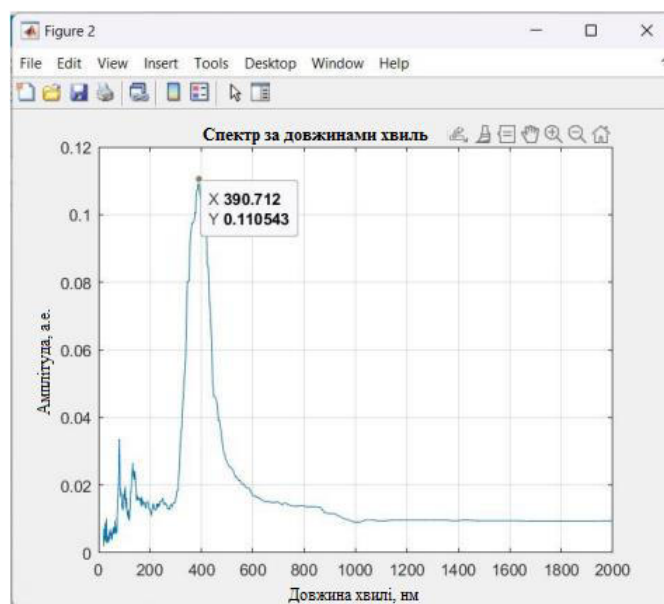 Figure 2
File Edit View Insert Tools Desktop Window Help
Спектр за довжинами хвиль
X 390.712
Y 0.110543
Амплітуда, а.е.
0.12
0.1
0.08
0.06
0.04
0.02
0
0 200 400 600 800 1000 1200 1400 1600 1800 2000
Довжина хвилі, нм